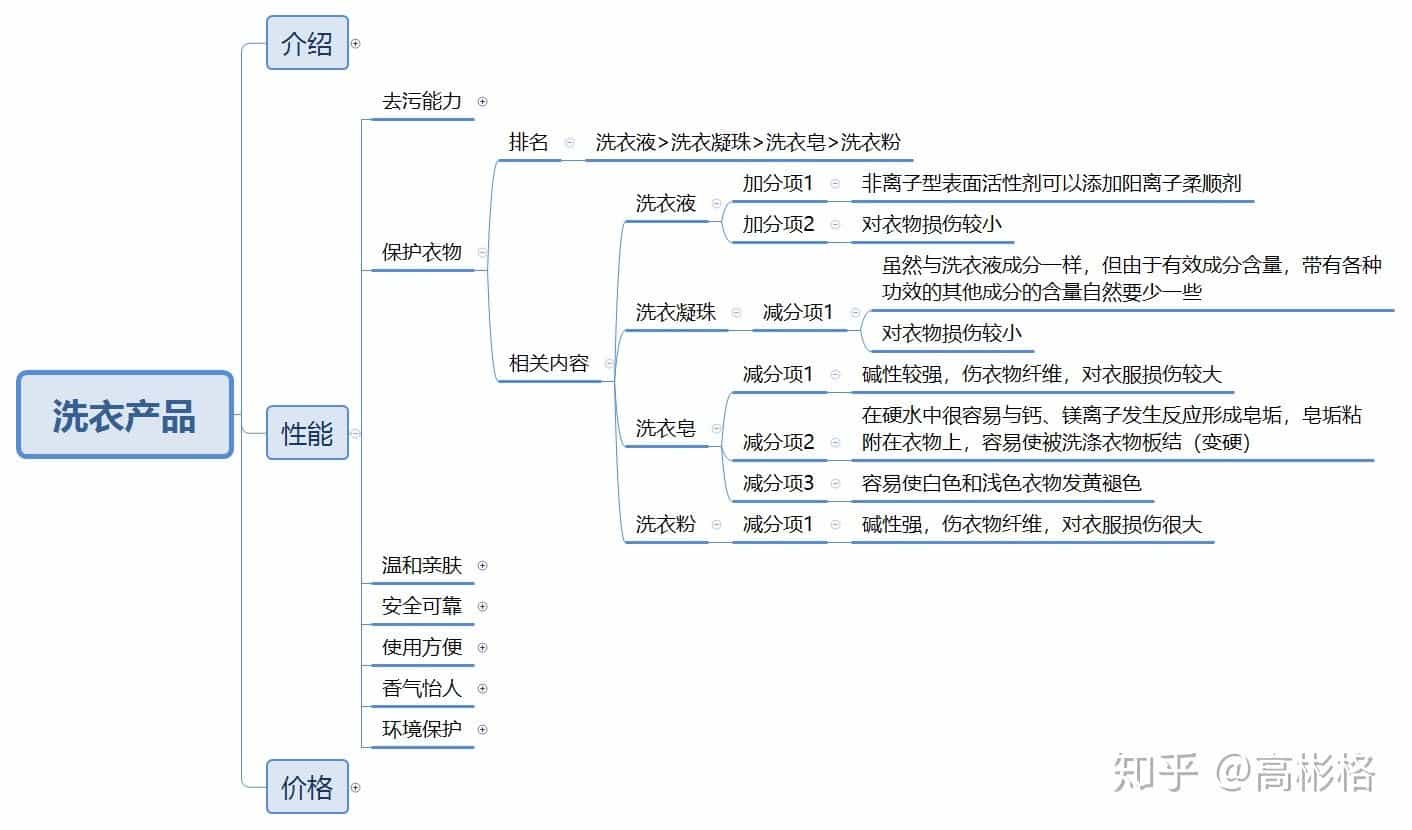 介绍
去污能力
排名
洗衣液>洗衣凝珠>洗衣皂>洗衣粉
洗衣液
加分项1
非离子型表面活性剂可以添加阳离子柔顺剂
加分项2
对衣物损伤较小
保护衣物
相关内容
洗衣凝珠
减分项1
虽然与洗衣液成分一样，但由于有效成分含量，带有各种
功效的其他成分的含量自然要少一些
对衣物损伤较小
洗衣皂
减分项1
碱性较强，伤衣物纤维，对衣服损伤较大
减分项2
在硬水中很容易与钙、镁离子发生反应形成皂垢，皂垢粘
附在衣物上，容易使被洗涤衣物板结（变硬）
减分项3
容易使白色和浅色衣物发黄褪色
洗衣粉
减分项1
碱性强，伤衣物纤维，对衣服损伤很大
洗衣产品
性能
温和亲肤
安全可靠
使用方便
香气怡人
环境保护
价格
知乎 @高彬格